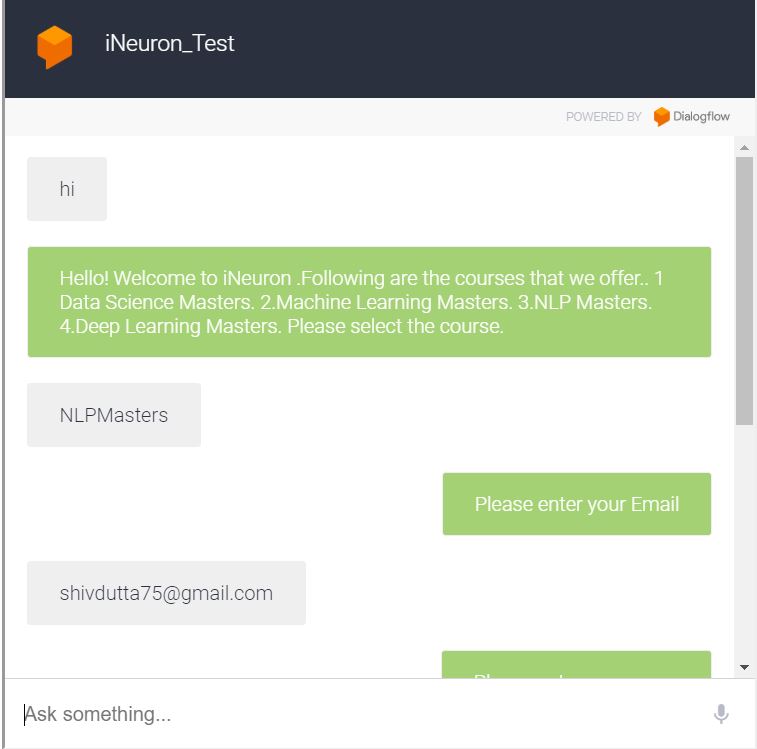 iNeuron_Test
POWERED BY Dialogflow
hi
Hello! Welcome to iNeuron .Following are the courses that we offer.. 1
Data Science Masters. 2.Machine Learning Masters. 3.NLP Masters.
4.Deep Learning Masters. Please select the course.
NLPMasters
Please enter your Email
shivdutta75@gmail.com
Ask something...